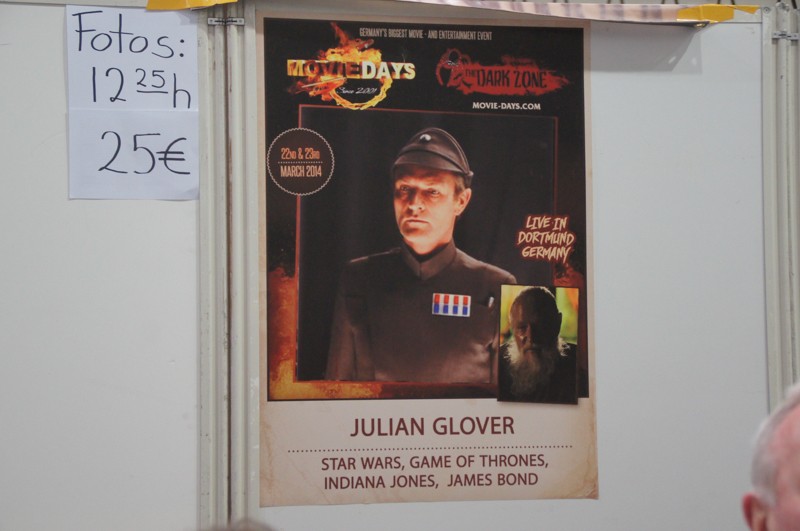 Fotos:
12 25 h
25€
GERMANY'S BIGGEST MOVIE - AND ENTERTAINMENT EVENT
MOVIEDAYS
Since 2001
THE DARK ZONE
MOVIE-DAYS.COM
22ND & 23RD
MARCH 2014
LIVE IN
DORTMUND
GERMANY
JULIAN GLOVER
STAR WARS, GAME OF THRONES,
INDIANA JONES, JAMES BOND